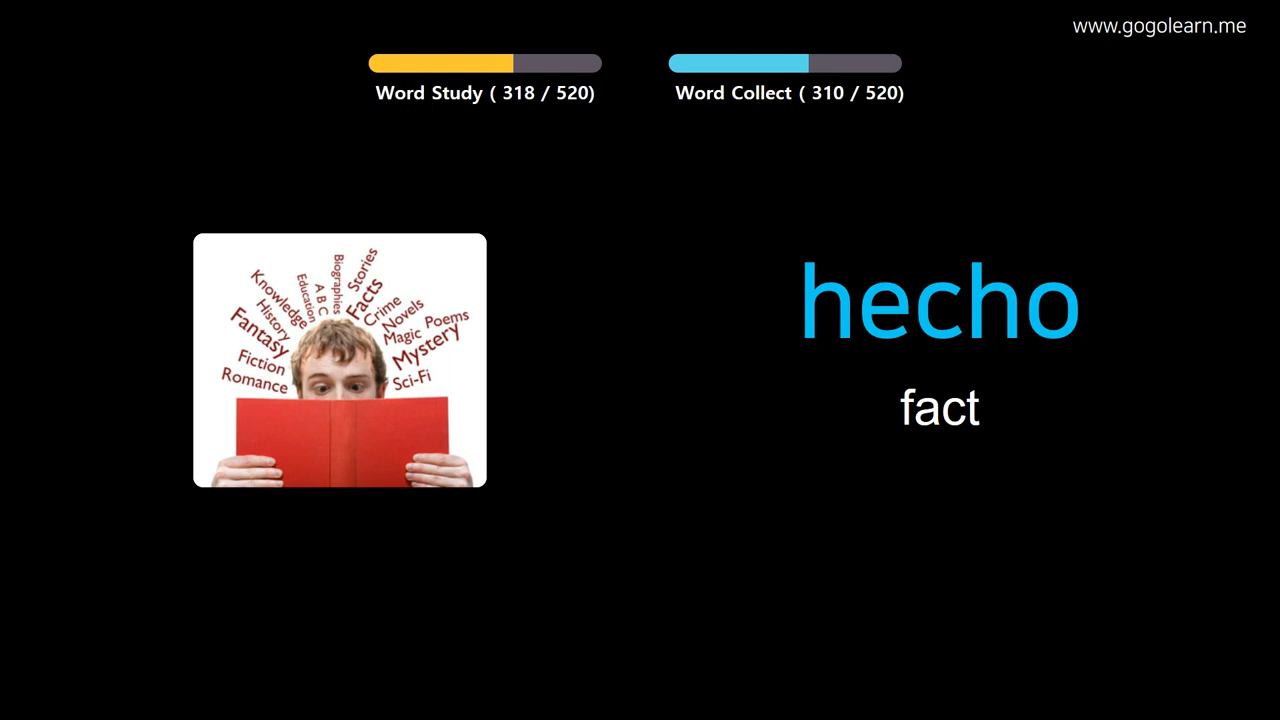 www.gogolearn.me
Word Study ( 318 / 520)
Word Collect ( 310 / 520)
Stories
Biographies
Facts
A B C
Education
Knowledge
Crime
History
Novels
Poems
Fantasy
Magic
Mystery
Fiction
Romance
Sci-Fi
hecho
fact